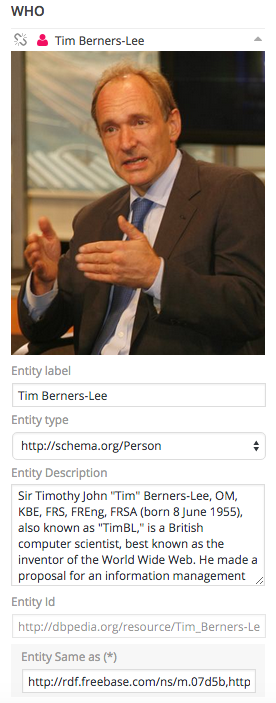 WHO
Tim Berners-Lee
Entity label
Tim Berners-Lee
Entity type
http://schema.org/Person
Entity Description
Sir Timothy John "Tim" Berners-Lee, OM,
KBE, FRS, FREng, FRSA (born 8 June 1955),
also known as "TimBL," is a British
computer scientist, best known as the
inventor of the World Wide Web. He made a
proposal for an information management
Entity Id
http://dbpedia.org/resource/Tim_Berners-Le
Entity Same as (*)
http://rdf.freebase.com/ns/m.07d5b,http